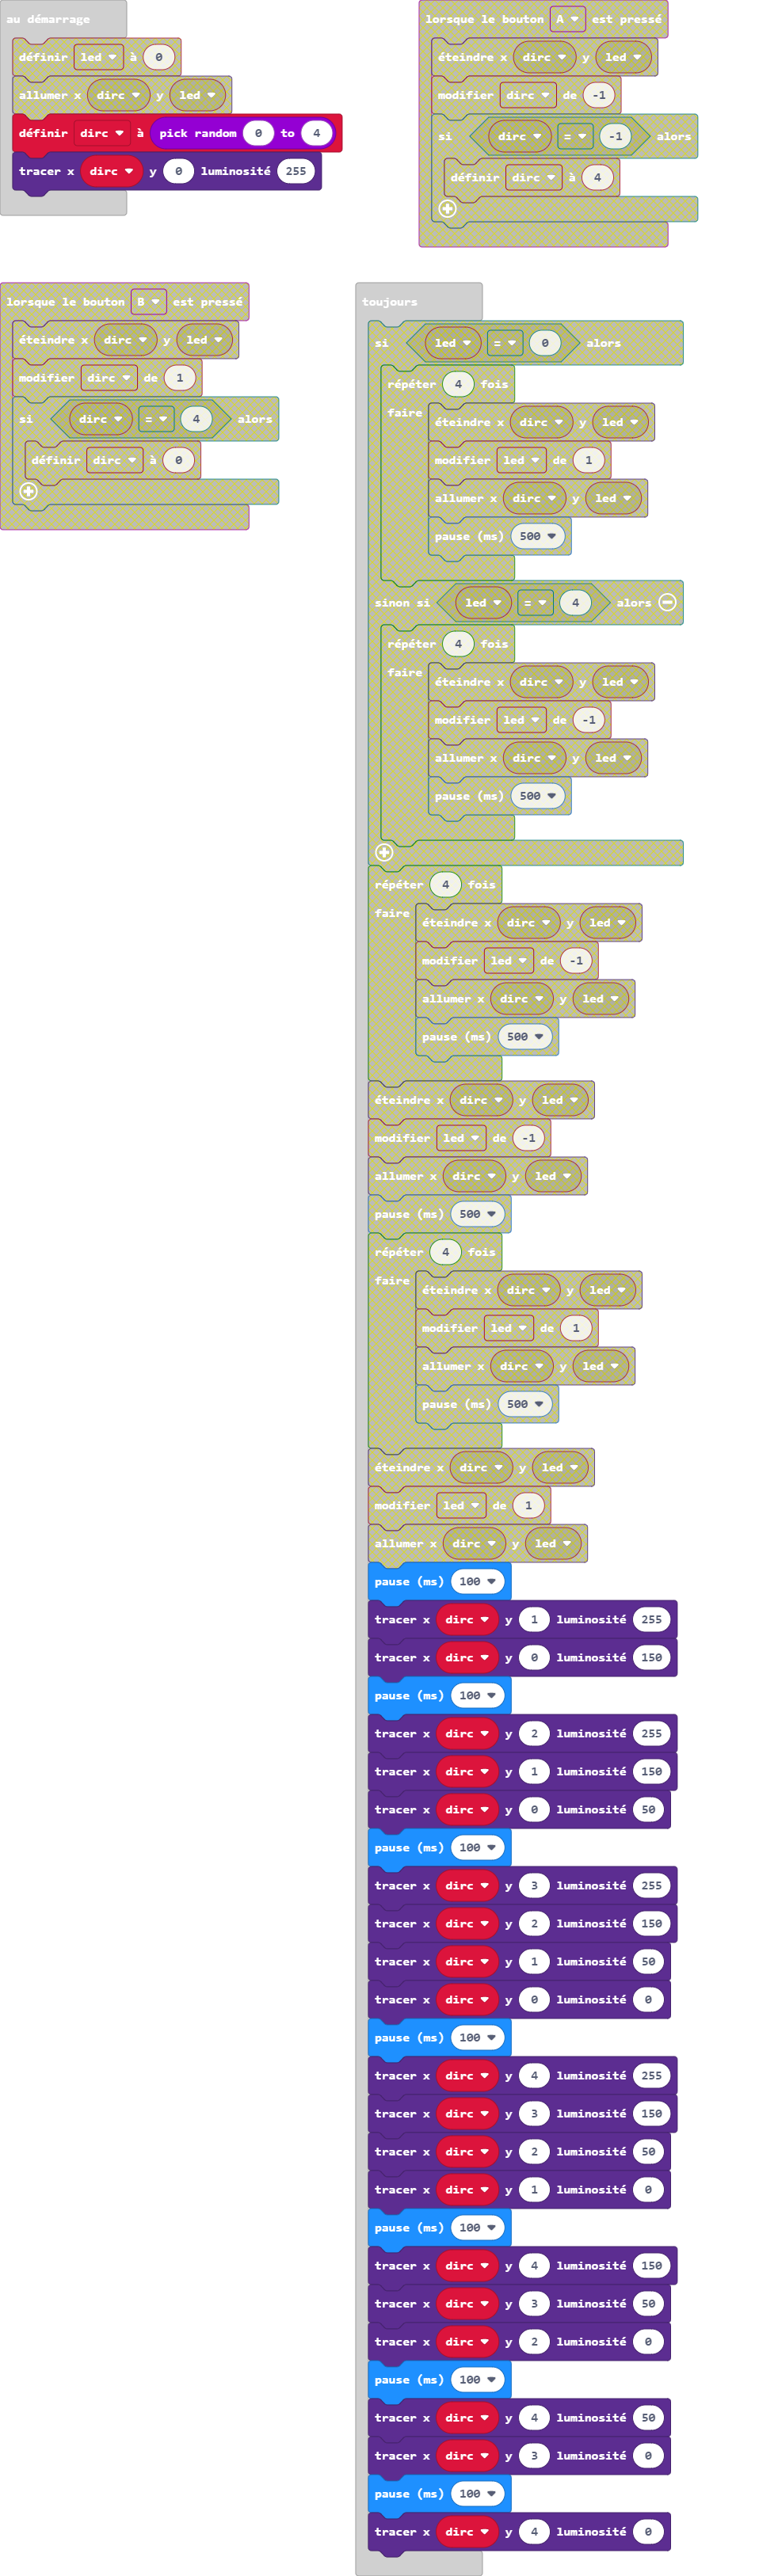 au démarrage
définir led à 0
allumer x dirc y led
définir dirc à pick random 0 to 4
tracer x dirc y 0 luminosité 255
lorsque le bouton A est pressé
éteindre x dirc y led
modifier dirc de -1
si dirc = -1 alors
définir dirc à 4
lorsque le bouton B est pressé
éteindre x dirc y led
modifier dirc de 1
si dirc = 4 alors
définir dirc à 0
toujours
si led = 0 alors
répéter 4 fois
faire éteindre x dirc y led
modifier led de 1
allumer x dirc y led
pause (ms) 500
sinon si led = 4 alors
répéter 4 fois
faire éteindre x dirc y led
modifier led de -1
allumer x dirc y led
pause (ms) 500
répéter 4 fois
faire éteindre x dirc y led
modifier led de -1
allumer x dirc y led
pause (ms) 500
éteindre x dirc y led
modifier led de -1
allumer x dirc y led
pause (ms) 500
répéter 4 fois
faire éteindre x dirc y led
modifier led de 1
allumer x dirc y led
pause (ms) 500
éteindre x dirc y led
modifier led de 1
allumer x dirc y led
pause (ms) 100
tracer x dirc y 1 luminosité 255
tracer x dirc y 0 luminosité 150
pause (ms) 100
tracer x dirc y 2 luminosité 255
tracer x dirc y 1 luminosité 150
tracer x dirc y 0 luminosité 50
pause (ms) 100
tracer x dirc y 3 luminosité 255
tracer x dirc y 2 luminosité 150
tracer x dirc y 1 luminosité 50
tracer x dirc y 0 luminosité 0
pause (ms) 100
tracer x dirc y 4 luminosité 255
tracer x dirc y 3 luminosité 150
tracer x dirc y 2 luminosité 50
tracer x dirc y 1 luminosité 0
pause (ms) 100
tracer x dirc y 4 luminosité 150
tracer x dirc y 3 luminosité 50
tracer x dirc y 2 luminosité 0
pause (ms) 100
tracer x dirc y 4 luminosité 50
tracer x dirc y 3 luminosité 0
pause (ms) 100
tracer x dirc y 4 luminosité 0